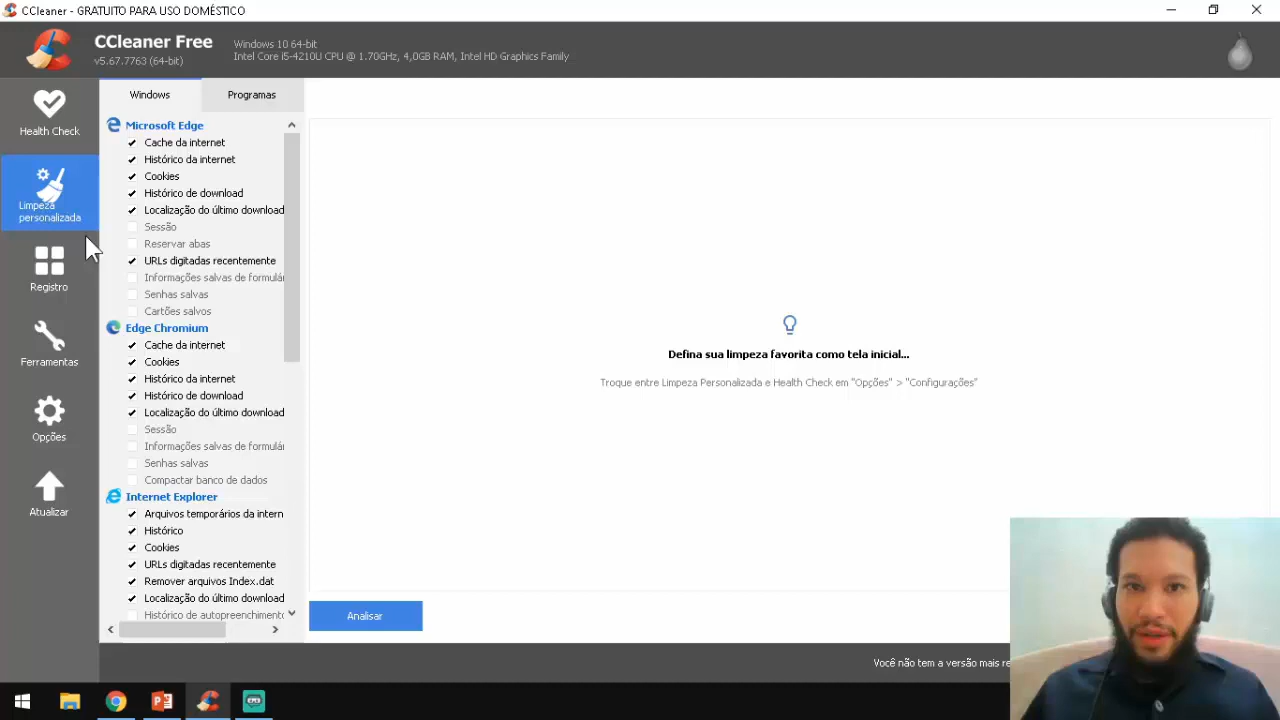 CCleaner - GRATUITO PARA USO DOMÉSTICO
CCleaner Free
v5.67.7763 (64-bit)
Windows 10 64-bit
Intel Core i5-4210U CPU @ 1.70GHz, 4,0GB RAM, Intel HD Graphics Family
Health Check
Limpeza
personalizada
Registro
Ferramentas
Opções
Atualizar
Windows
Programas
Microsoft Edge
Cache da internet
Histórico da internet
Cookies
Histórico de download
Localização do último download
Sessão
Reservar abas
URLs digitadas recentemente
Informações salvas de formulá
Senhas salvas
Cartões salvos
Edge Chromium
Cache da internet
Cookies
Histórico da internet
Histórico de download
Localização do último download
Sessão
Informações salvas de formulá
Senhas salvas
Compactar banco de dados
Internet Explorer
Arquivos temporários da intern
Histórico
Cookies
URLs digitadas recentemente
Remover arquivos Index.dat
Localização do último download
Histórico de autopreenchimento
Defina sua limpeza favorita como tela inicial...
Troque entre Limpeza Personalizada e Health Check em "Opções" > "Configurações"
Analisar
Você não tem a versão mais re